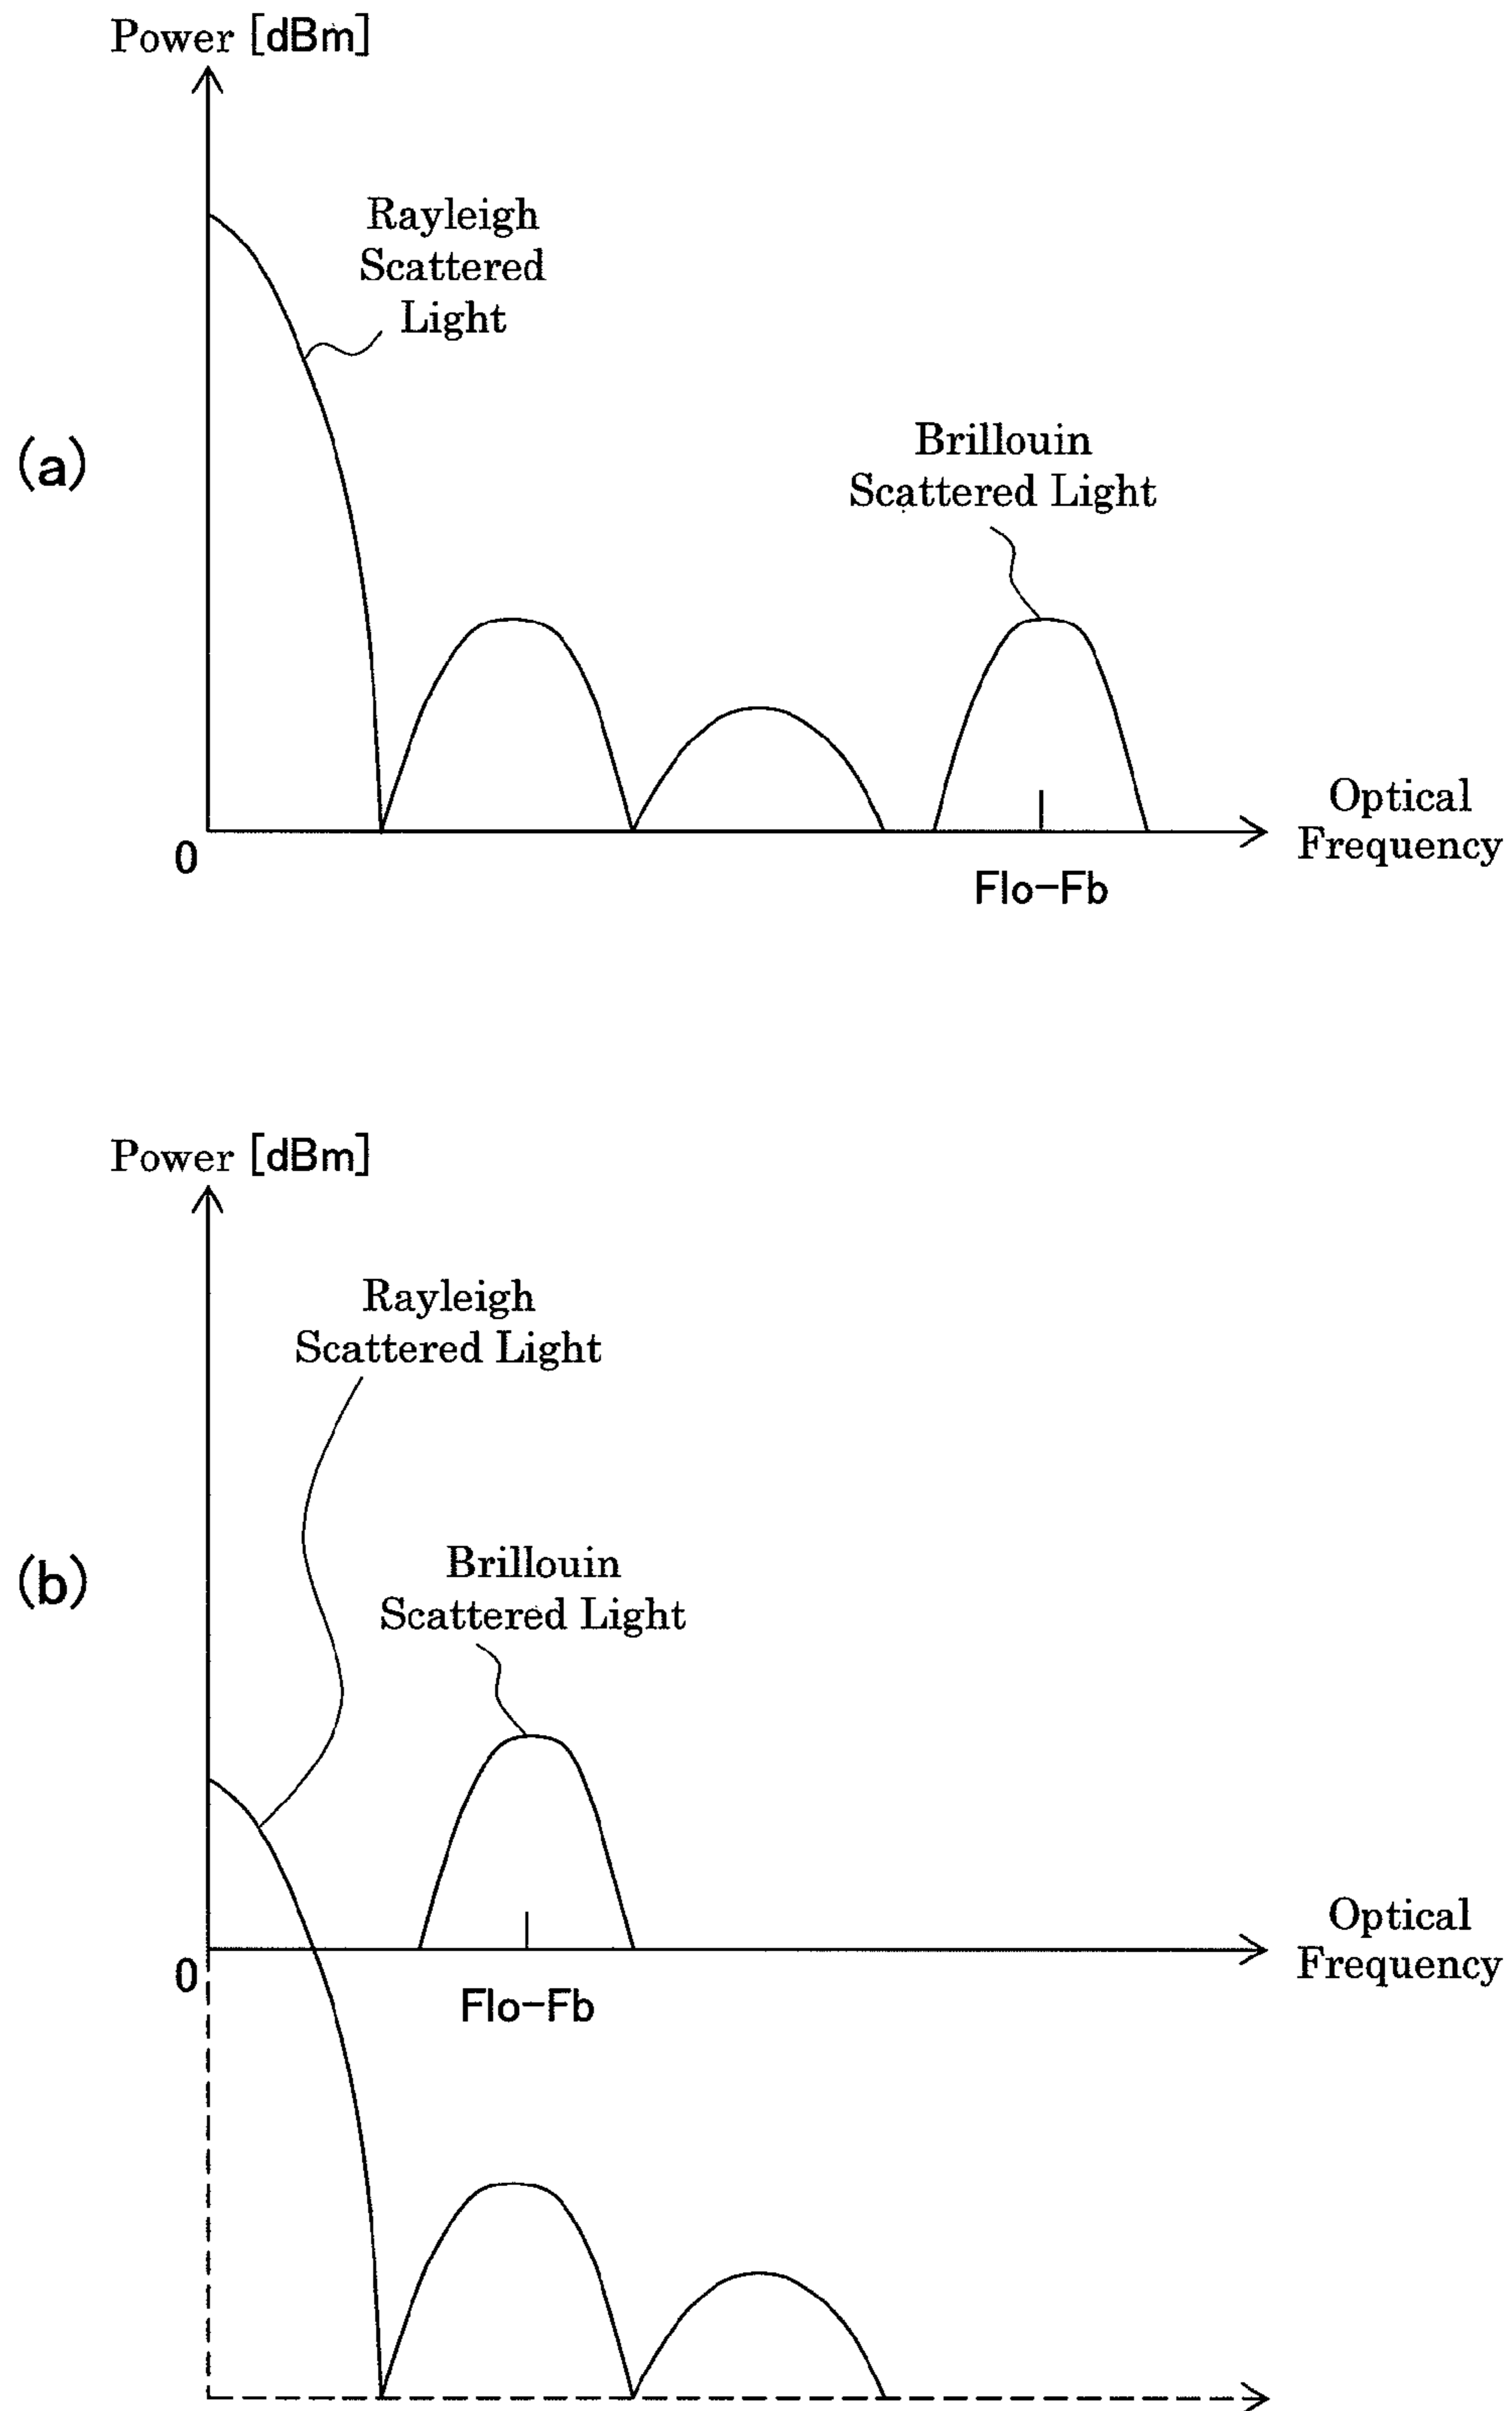 Power [dBm]
Rayleigh
Scattered
Light
(a)
Brillouin
Scattered Light
Optical
Frequency
0
Flo-Fb
Power [dBm]
Rayleigh
Scattered Light
(b)
Brillouin
Scattered Light
Optical
Frequency
0
Flo-Fb